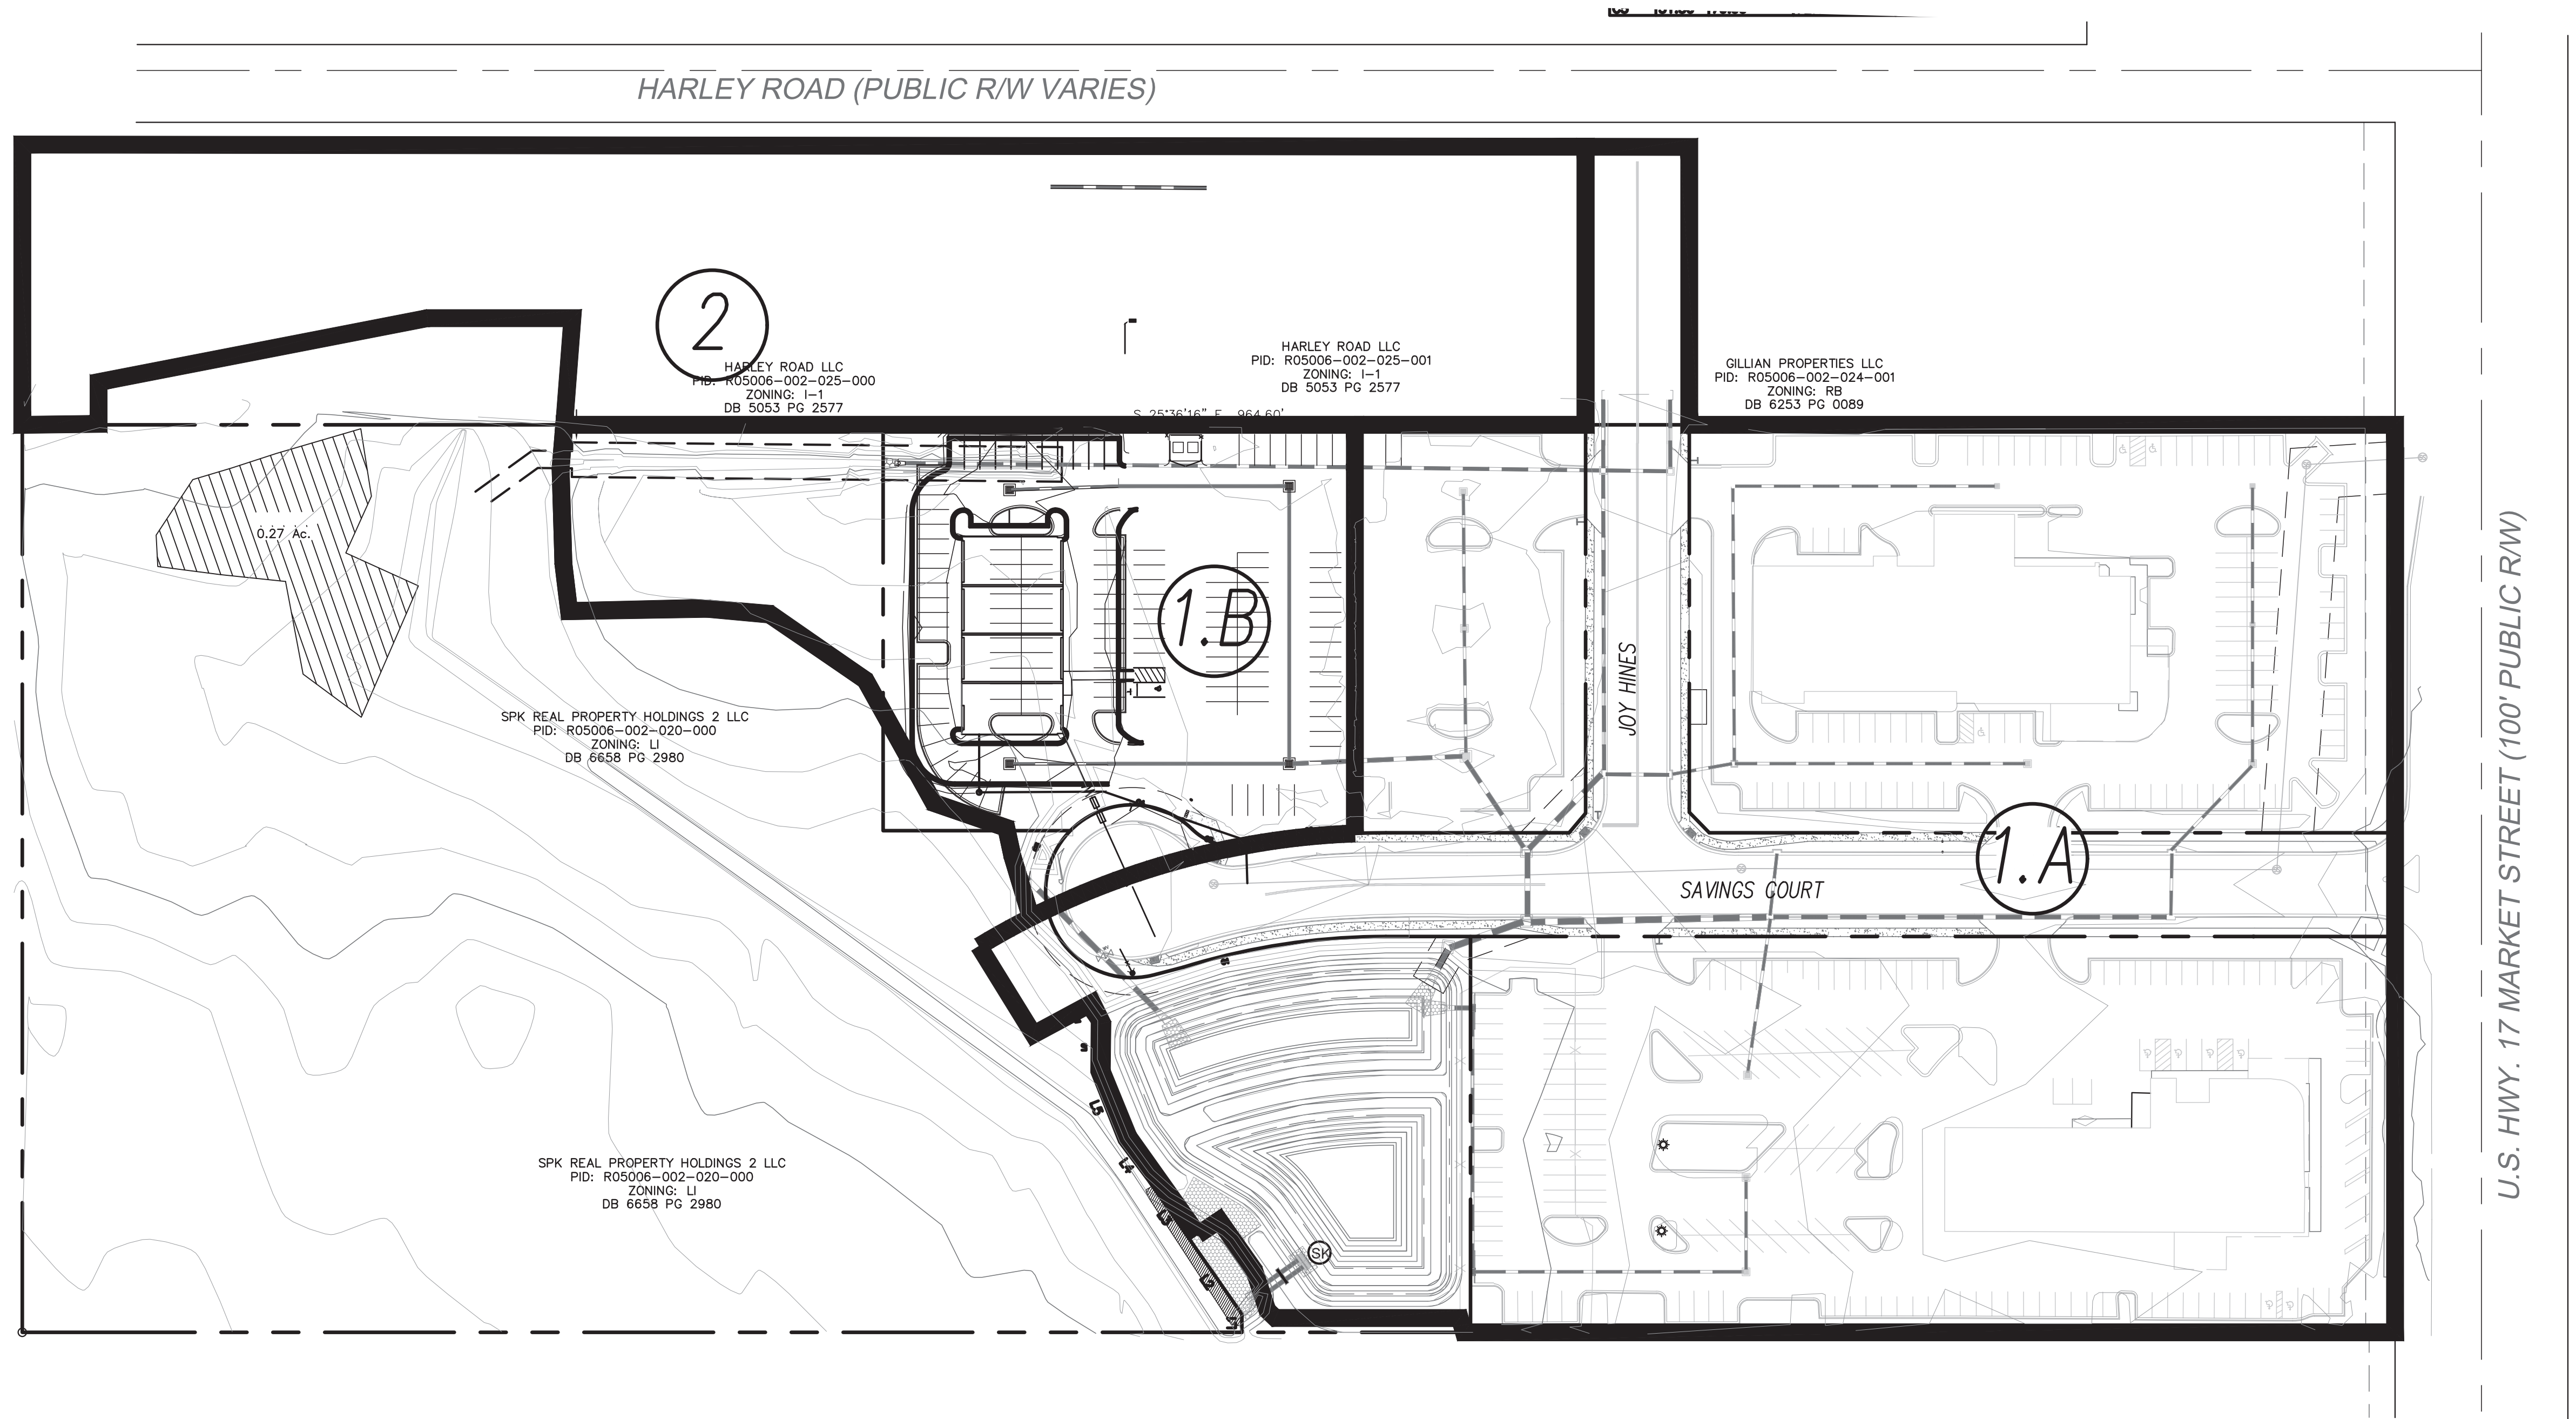 HARLEY ROAD (PUBLIC R/W VARIES)
2
HARLEY ROAD LLC
PID: R05006-002-025-000
ZONING: I-1
DB 5053 PG 2577
HARLEY ROAD LLC
PID: R05006-002-025-001
ZONING: I-1
DB 5053 PG 2577
GILLIAN PROPERTIES LLC
PID: R05006-002-024-001
ZONING: RB
DB 6253 PG 0089
S 25°36'16" E 964.60'
0.27 Ac.
1.B
JOY HINES
U.S. HWY. 17 MARKET STREET (100' PUBLIC R/W)
SPK REAL PROPERTY HOLDINGS 2 LLC
PID: R05006-002-020-000
ZONING: LI
DB 6658 PG 2980
1.A
SAVINGS COURT
L5
L4
L3
L2
SPK REAL PROPERTY HOLDINGS 2 LLC
PID: R05006-002-020-000
ZONING: LI
DB 6658 PG 2980
SK